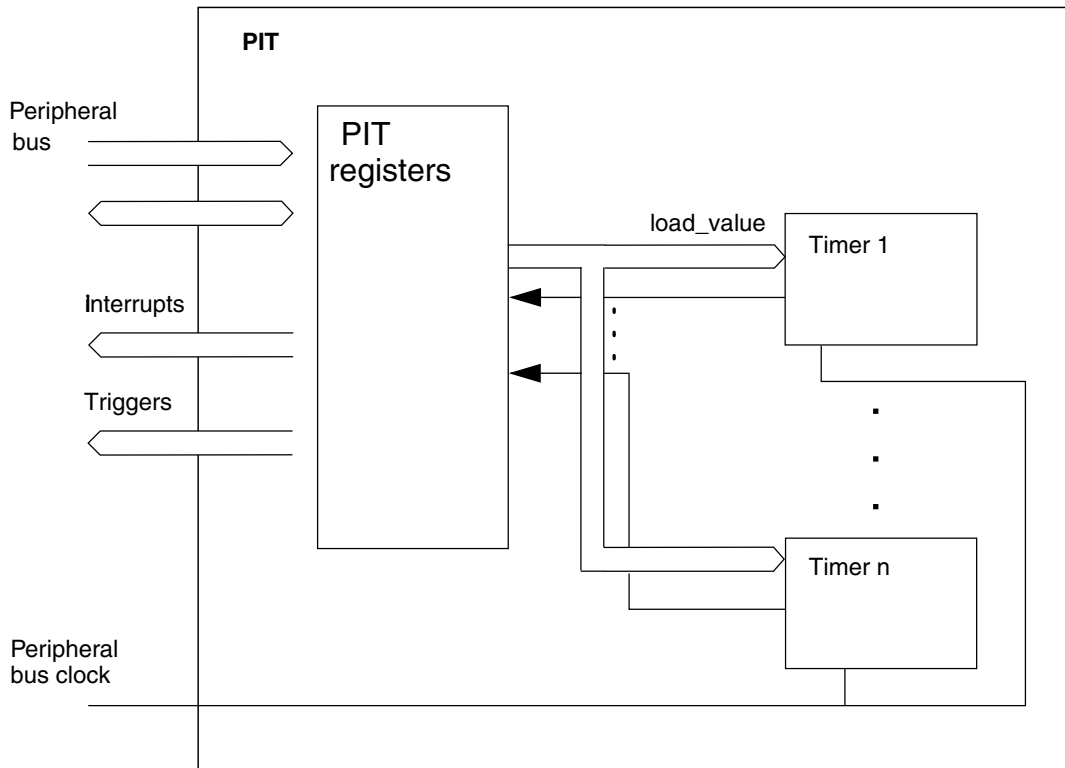 PIT
Peripheral
bus
PIT
registers
load_value
Timer 1
Interrupts
Triggers
Timer n
Peripheral
bus clock